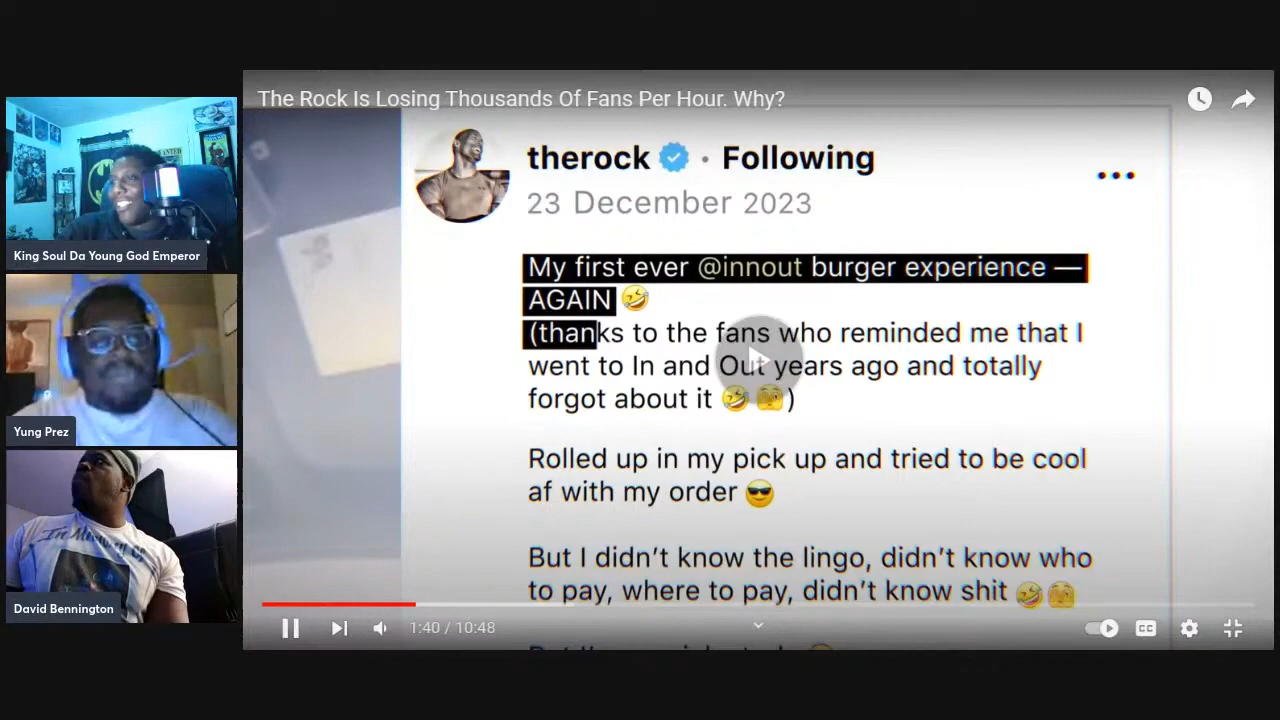 The Rock Is Losing Thousands Of Fans Per Hour. Why?
therock • Following
23 December 2023
My first ever @innout burger experience —
AGAIN 🤣
(thanks to the fans who reminded me that I
went to In and Out years ago and totally
forgot about it 🤣🫣)
Rolled up in my pick up and tried to be cool
af with my order 😎
But I didn't know the lingo, didn't know who
to pay, where to pay, didn't know shit 🤣🫣
1:40 / 10:48
CC
King Soul Da Young God Emperor
Yung Prez
In Memory Of
David Bennington